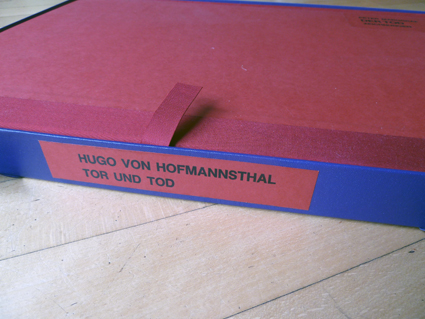 HUGO VON HOFMANNSTHAL
TOR UND TOD